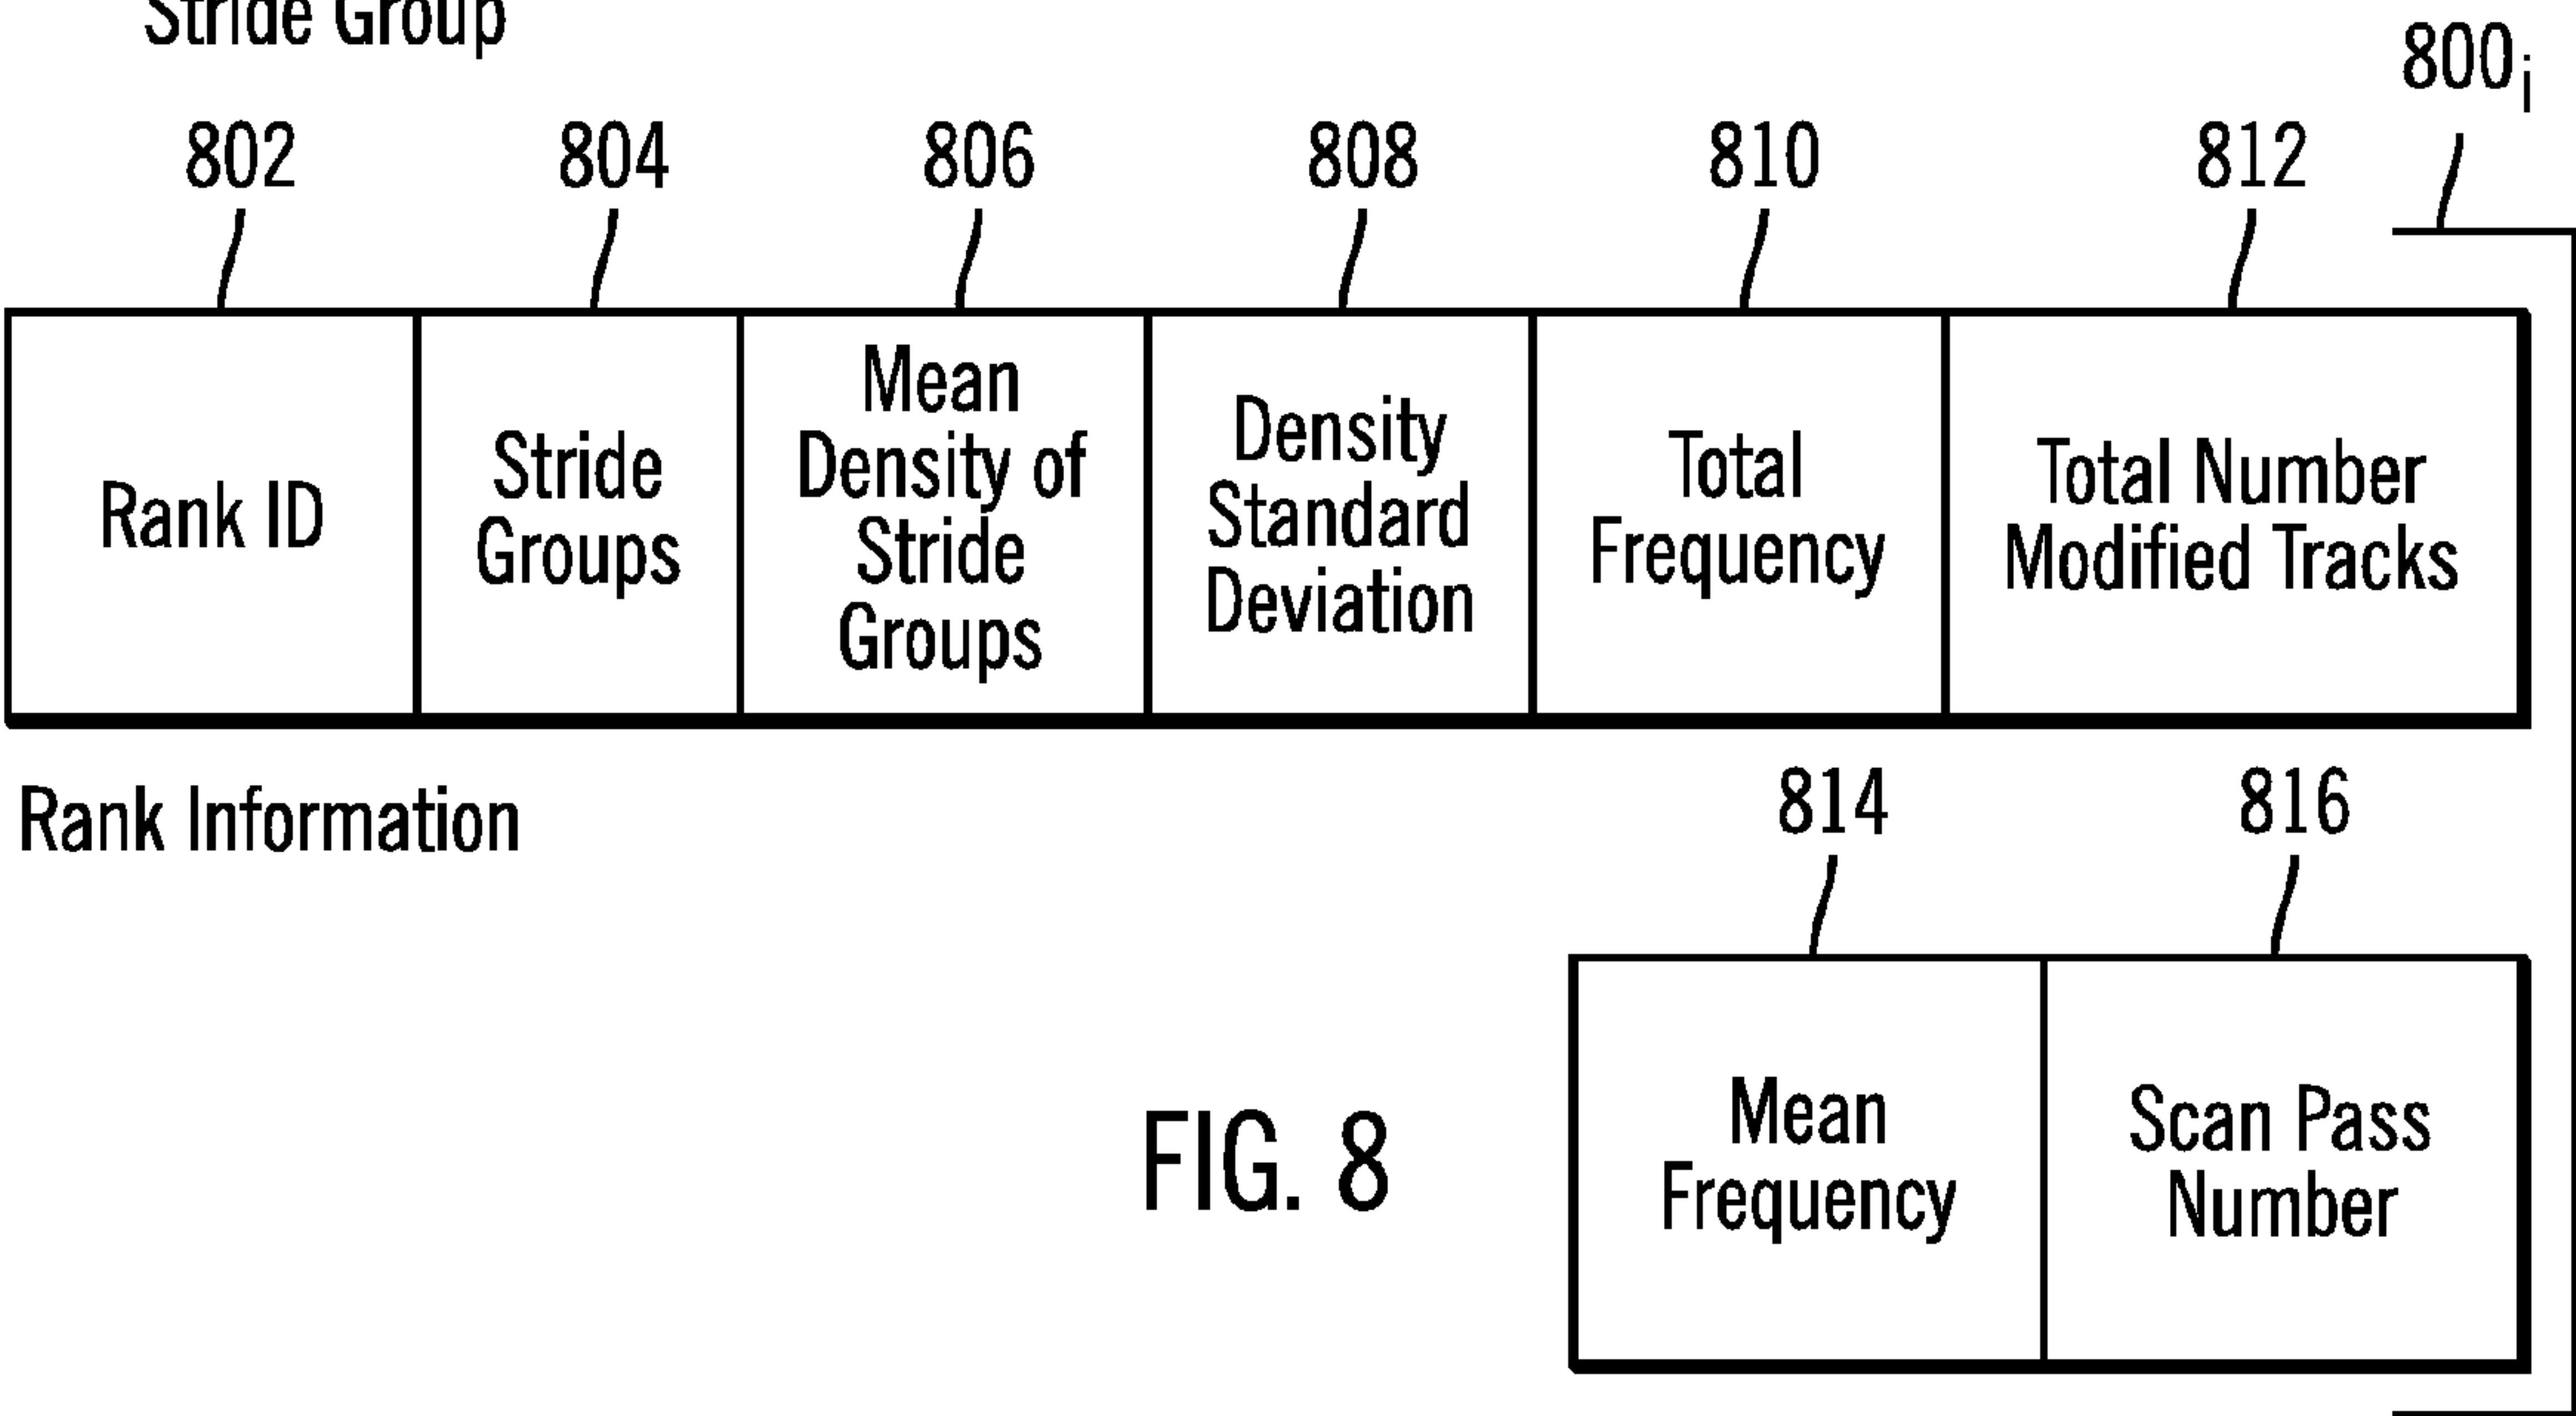 Stride Group
800i
802
804
806
808
810
812
Rank ID
Stride
Groups
Mean
Density of
Stride
Groups
Density
Standard
Deviation
Total
Frequency
Total Number
Modified Tracks
Rank Information
814
816
Mean
Frequency
Scan Pass
Number
FIG. 8